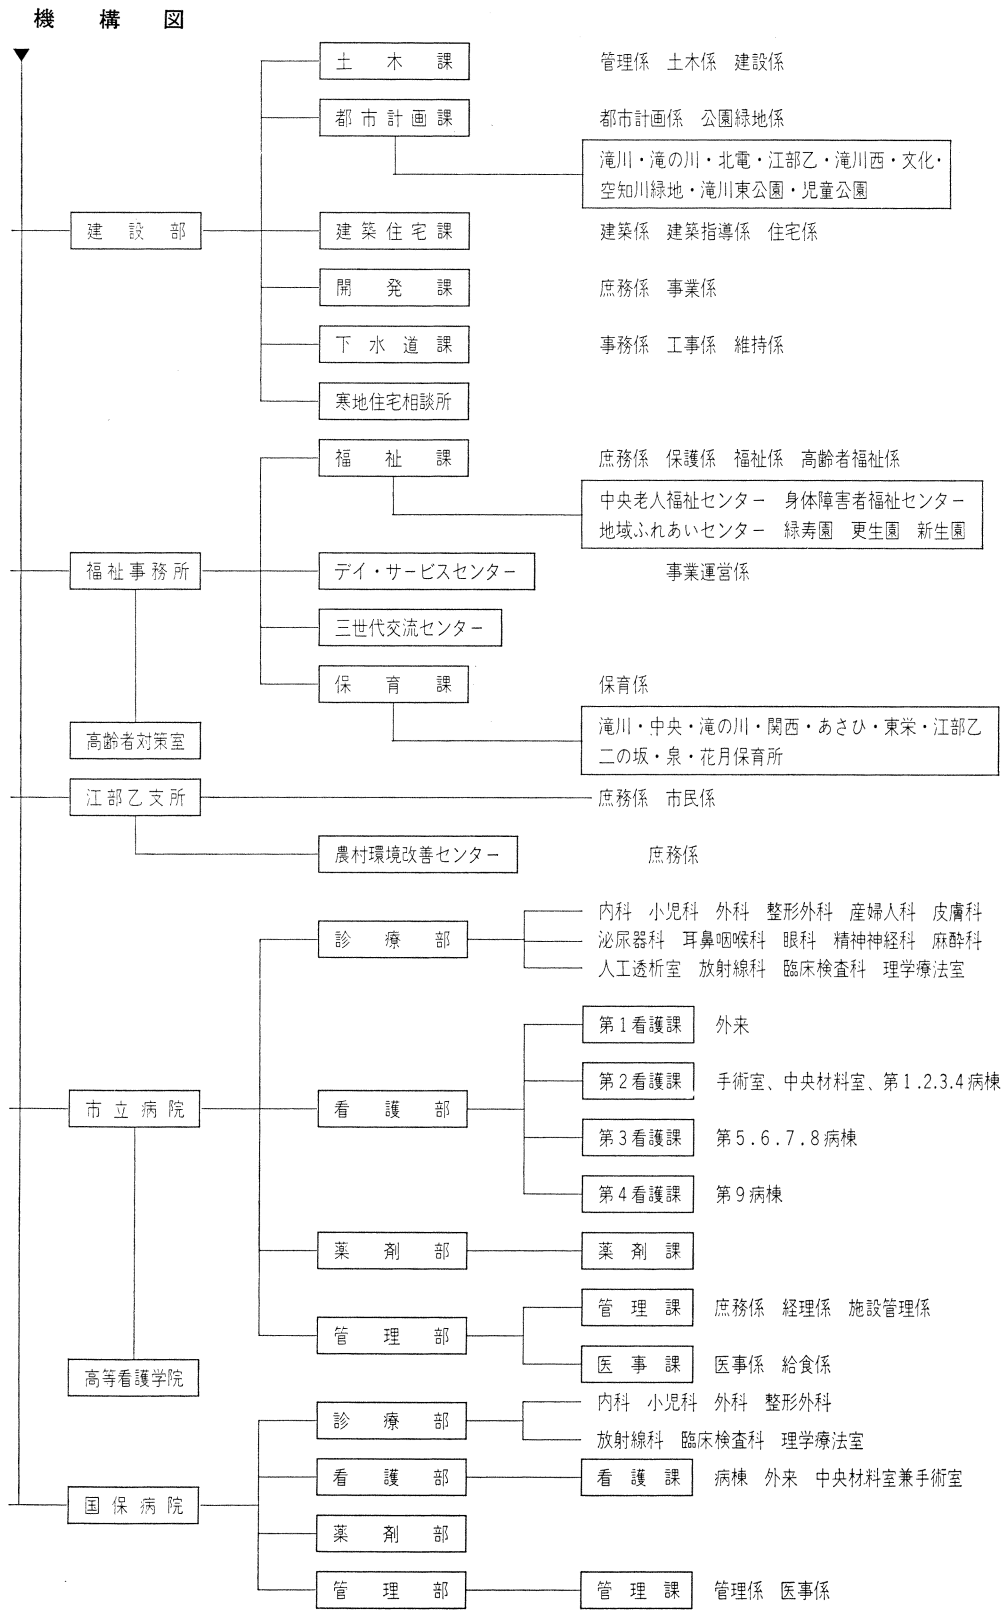 機構図
土木課 管理係 土木係 建設係
都市計画課 都市計画係 公園緑地係
滝川・滝の川・北電・江部乙・滝川西・文化・
空知川緑地・滝川東公園・児童公園
建設部 建築住宅課 建築係 建築指導係 住宅係
開発課 庶務係 事業係
下水道課 事務係 工事係 維持係
寒地住宅相談所
福祉課 庶務係 保護係 福祉係 高齢者福祉係
中央老人福祉センター 身体障害者福祉センター
地域ふれあいセンター 緑寿園 更生園 新生園
福祉事務所 デイ・サービスセンター 事業運営係
三世代交流センター
保育課 保育係
滝川・中央・滝の川・関西・あさひ・東栄・江部乙
高齢者対策室 二の坂・泉・花月保育所
江部乙支所 庶務係 市民係
農村環境改善センター 庶務係
内科 小児科 外科 整形外科 産婦人科 皮膚科
診療部 泌尿器科 耳鼻咽喉科 眼科 精神神経科 麻酔科
人工透析室 放射線科 臨床検査科 理学療法室
第1看護課 外来
第2看護課 手術室、中央材料室、第1.2.3.4病棟
市立病院 看護部
第3看護課 第5.6.7.8病棟
第4看護課 第9病棟
薬剤部 薬剤課
管理課 庶務係 経理係 施設管理係
管理部
医事課 医事係 給食係
高等看護学院
内科 小児科 外科 整形外科
診療部
放射線科 臨床検査科 理学療法室
看護部 看護課 病棟 外来 中央材料室兼手術室
国保病院
薬剤部
管理部 管理課 管理係 医事係